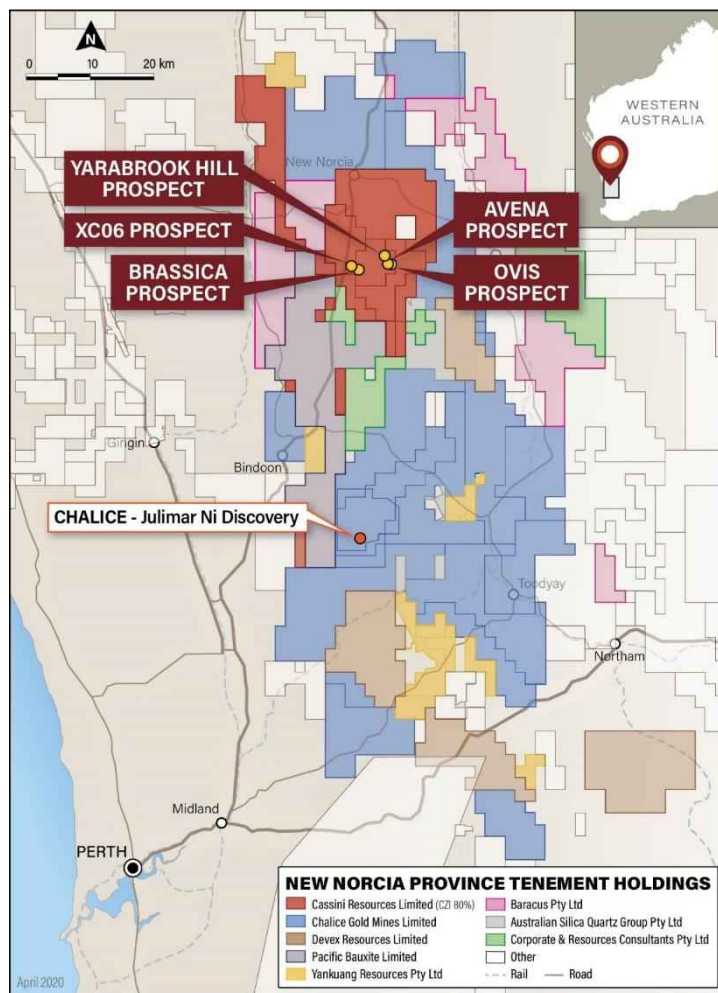 N
0 10 20 km
WESTERN
AUSTRALIA
New Norcia
YARABROOK HILL
PROSPECT
XC06 PROSPECT
BRASSICA
PROSPECT
AVENA
PROSPECT
OVIS
PROSPECT
Gingin
Bindoon
CHALICE - Julimar Ni Discovery
Toodyay
Northam
Midland
PERTH
NEW NORCIA PROVINCE TENEMENT HOLDINGS
Cassini Resources Limited (CZI 80%)
Chalice Gold Mines Limited
Devex Resources Limited
Pacific Bauxite Limited
Yankuang Resources Pty Ltd
Baracus Pty Ltd
Australian Silica Quartz Group Pty Ltd
Corporate & Resources Consultants Pty Ltd
Other
Rail Road
April 2020